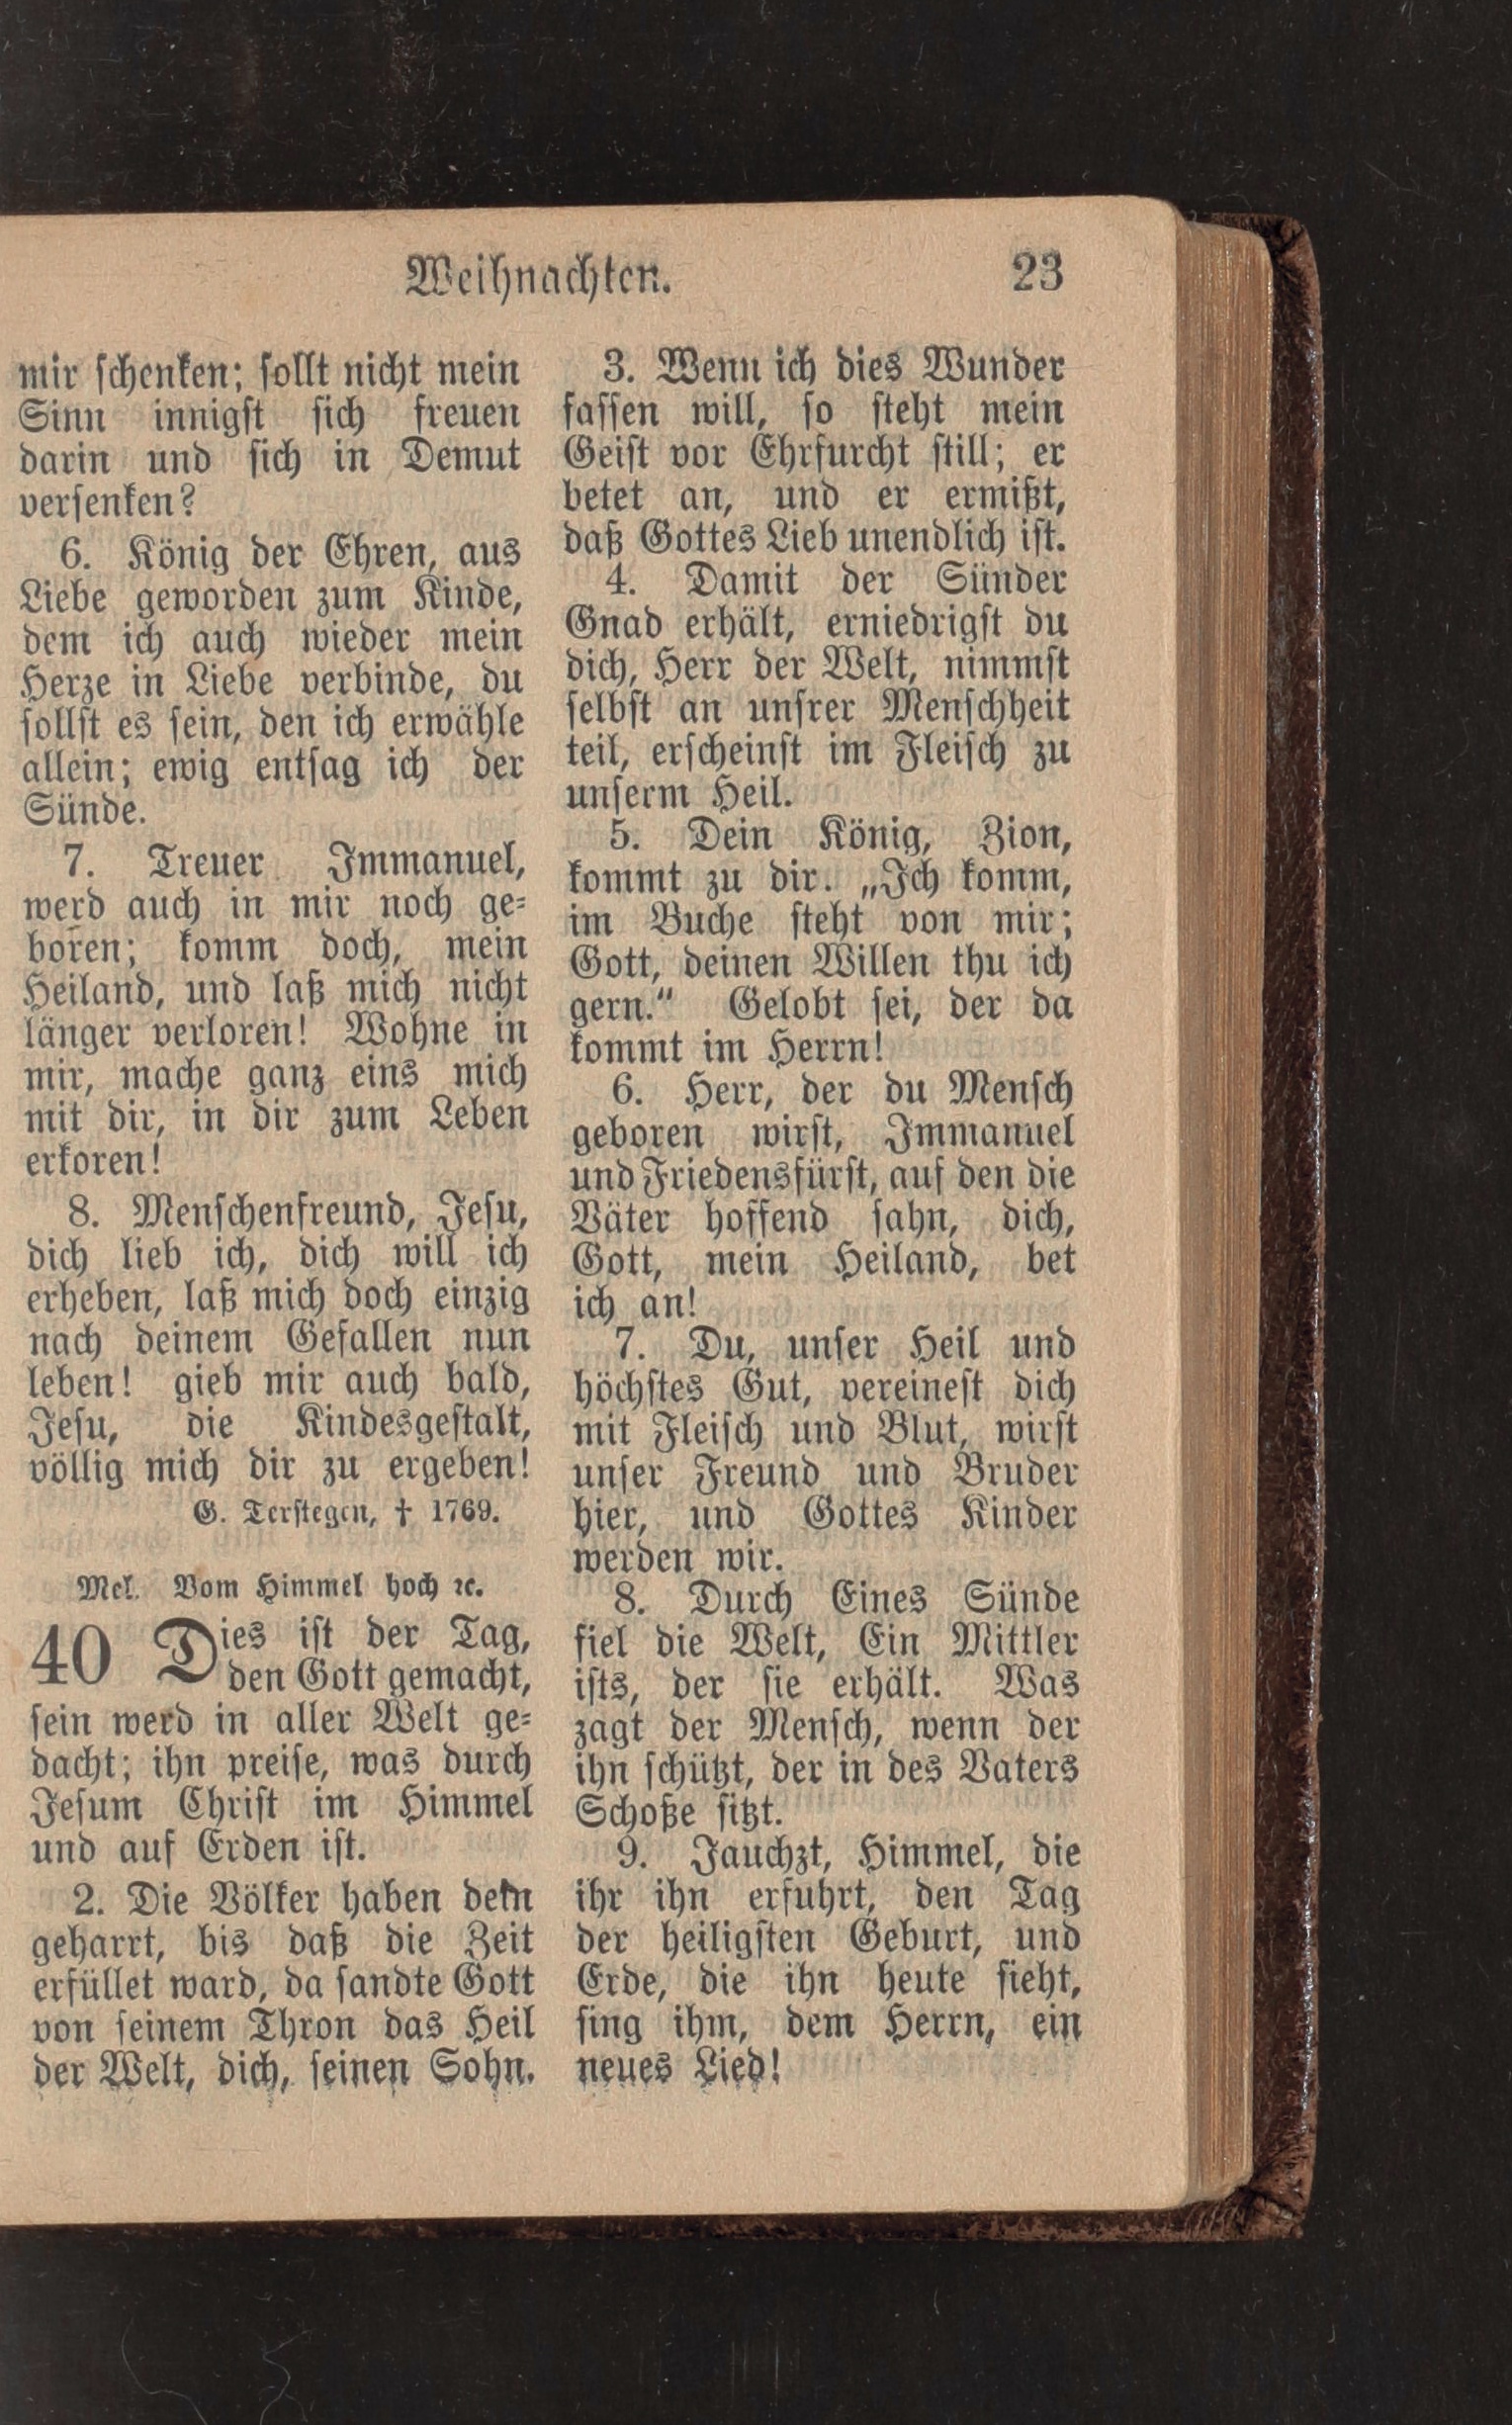 Weihnachten.
23
mir schenken; sollt nicht mein
Sinn innigst sich freuen
darin und sich in Demut
versenken?
6. König der Ehren, aus
Liebe geworden zum Kinde,
dem ich auch wieder mein
Herze in Liebe verbinde, du
sollst es sein, den ich erwähle
allein; ewig entsag ich der
Sünde.
7. Treuer Immanuel,
werd auch in mir noch ge=
boren; komm doch, mein
Heiland, und laß mich nicht
länger verloren! Wohne in
mir, mache ganz eins mich
mit dir, in dir zum Leben
erkoren!
8. Menschenfreund, Jesu,
dich lieb ich, dich will ich
erheben, laß mich doch einzig
nach deinem Gefallen nun
leben! gieb mir auch bald,
Jesu, die Kindesgestalt,
völlig mich dir zu ergeben!
G. Terstegen, † 1769.
Mel. Vom Himmel hoch ꝛc.
40 Dies ist der Tag,
den Gott gemacht,
sein werd in aller Welt ge=
dacht; ihn preise, was durch
Jesum Christ im Himmel
und auf Erden ist.
2. Die Völker haben dein
geharrt, bis daß die Zeit
erfüllet ward, da sandte Gott
von seinem Thron das Heil
der Welt, dich, seinen Sohn.
3. Wenn ich dies Wunder
fassen will, so steht mein
Geist vor Ehrfurcht still; er
betet an, und er ermißt,
daß Gottes Lieb unendlich ist.
4. Damit der Sünder
Gnad erhält, erniedrigst du
dich, Herr der Welt, nimmst
selbst an unsrer Menschheit
teil, erscheinst im Fleisch zu
unserm Heil.
5. Dein König, Zion,
kommt zu dir. „Ich komm,
im Buche steht von mir;
Gott, deinen Willen thu ich
gern.“ Gelobt sei, der da
kommt im Herrn!
6. Herr, der du Mensch
geboren wirst, Immanuel
und Friedensfürst, auf den die
Väter hoffend sahn, dich,
Gott, mein Heiland, bet
ich an!
7. Du, unser Heil und
höchstes Gut, vereinest dich
mit Fleisch und Blut, wirst
unser Freund und Bruder
hier, und Gottes Kinder
werden wir.
8. Durch Eines Sünde
fiel die Welt, Ein Mittler
ists, der sie erhält. Was
zagt der Mensch, wenn der
ihn schützt, der in des Vaters
Schoße sitzt.
9. Jauchzt, Himmel, die
ihr ihn erfuhrt, den Tag
der heiligsten Geburt, und
Erde, die ihn heute sieht,
sing ihm, dem Herrn, ein
neues Lied!